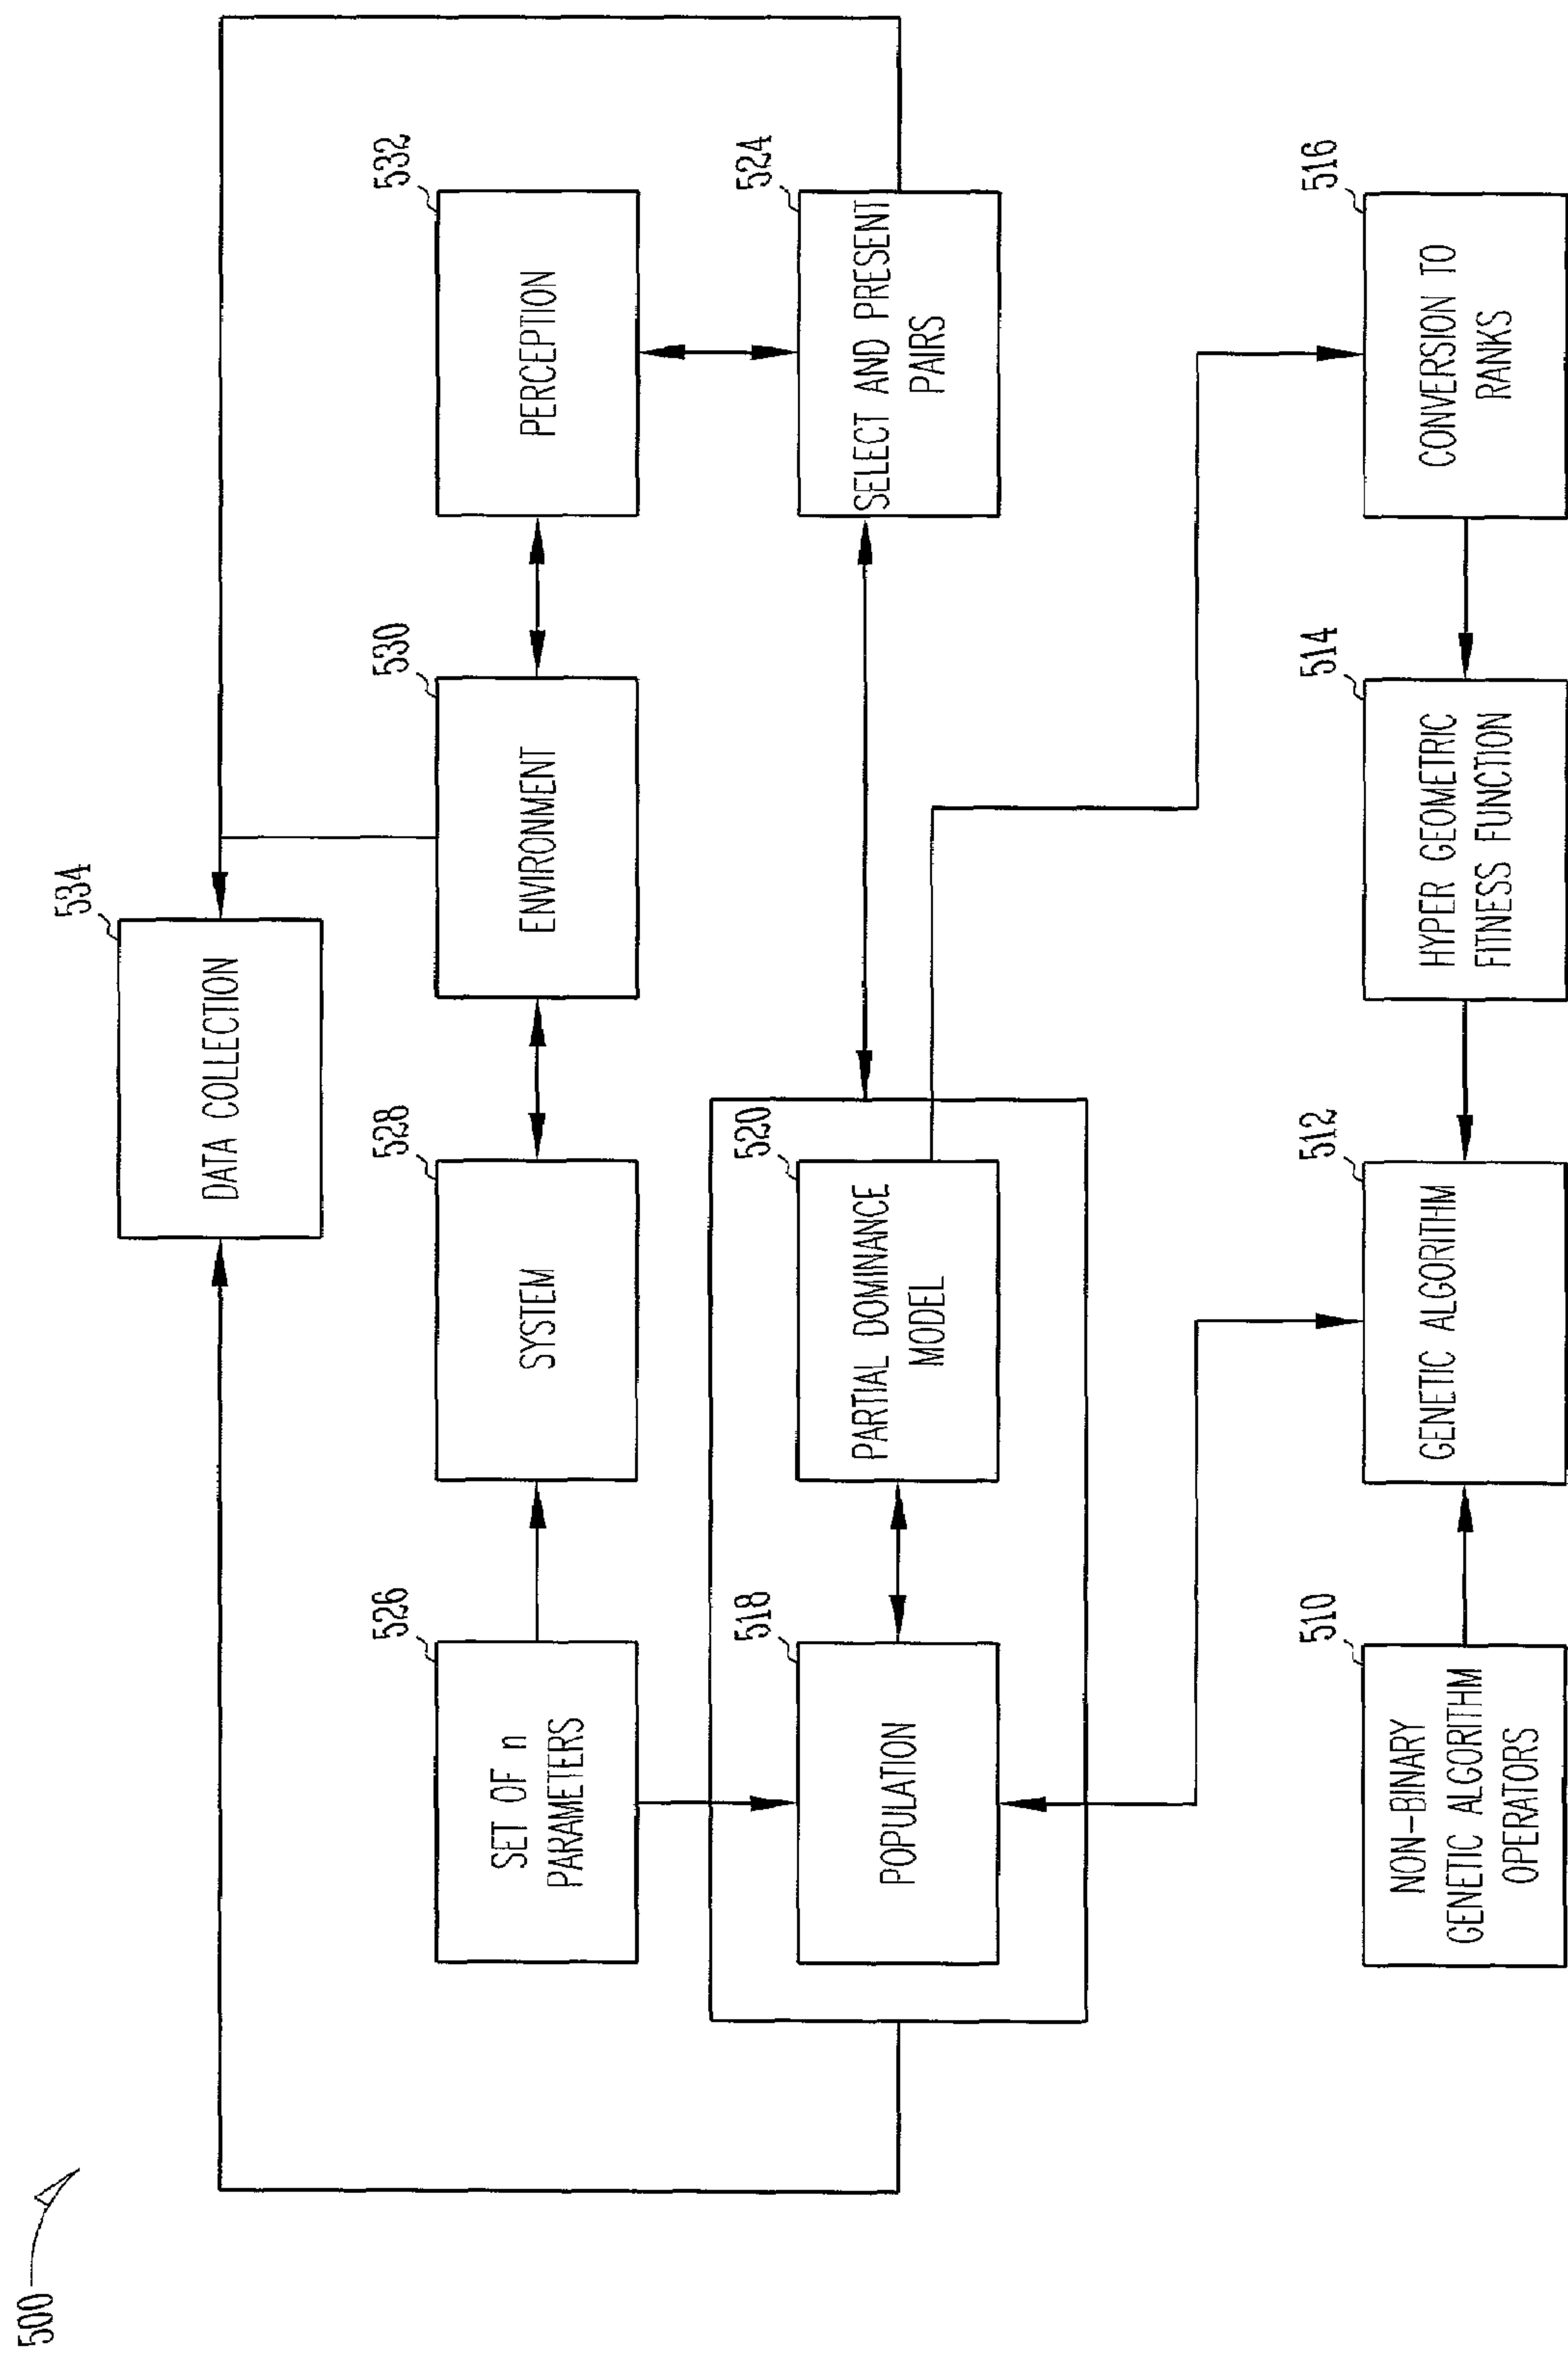 500
534
DATA COLLECTION
526
SET OF n
PARAMETERS
528
SYSTEM
530
ENVIRONMENT
532
PERCEPTION
518
POPULATION
520
PARTIAL DOMINANCE
MODEL
524
SELECT AND PRESENT
PAIRS
510
NON-BINARY
GENETIC ALGORITHM
OPERATORS
512
GENETIC ALGORITHM
514
HYPER GEOMETRIC
FITNESS FUNCTION
516
CONVERSION TO
RANKS